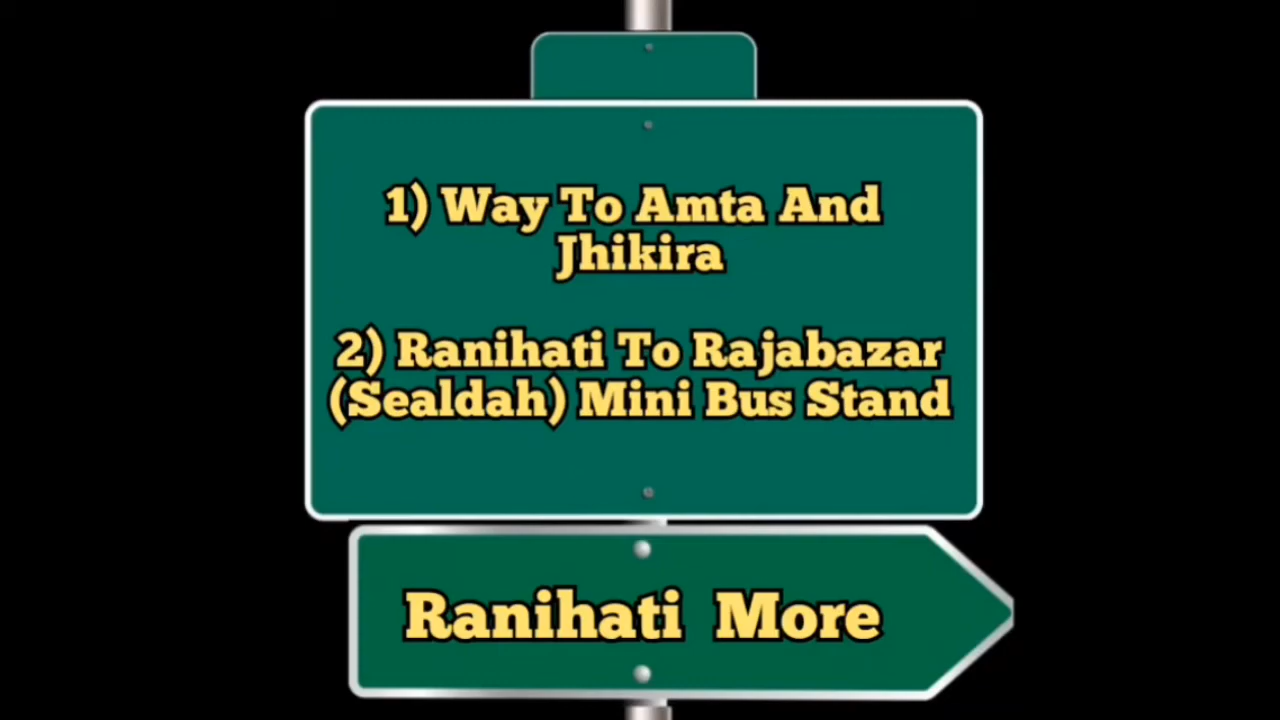 1) Way To Amta And
Jhikira
2) Ranihati To Rajabazar
(Sealdah) Mini Bus Stand
Ranihati More